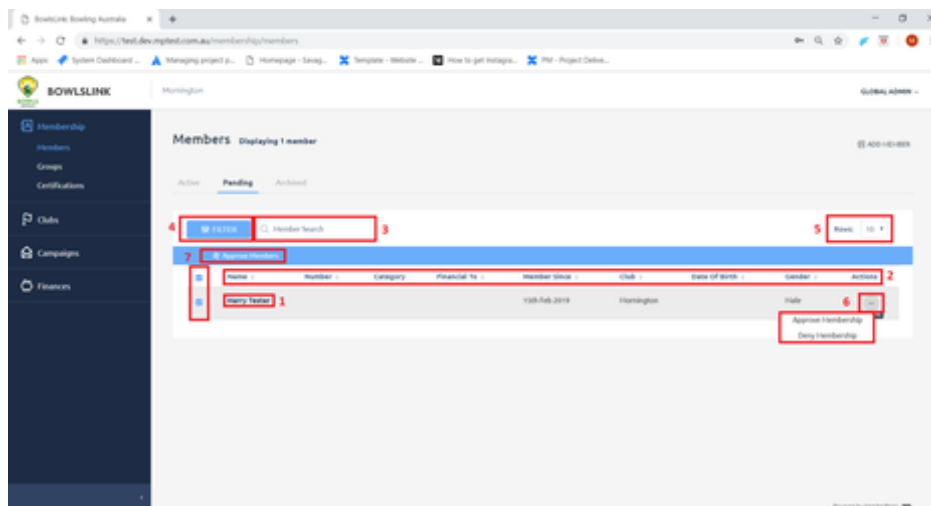 BowlsLink: Bowling Australia
https://test.dev.mptest.com.au/membership/members
Apps System Dashboard ... Managing project p... Homepage - Savag... Template - Website ... How to get Instagra... PM - Project Delive...
BOWLSLINK Mornington GLOBAL ADMIN
Membership
Members
Groups
Certifications
Clubs
Campaigns
Finances
Members Displaying 1 member ADD MEMBER
Active Pending Archived
4 FILTER Member Search 3 5 Rows: 10
7 Approve Members
Name Number Category Financial To Member Since Club Date Of Birth Gender Actions 2
Harry Tester 1 15th Feb 2019 Mornington Male 6 ...
Approve Membership
Deny Membership